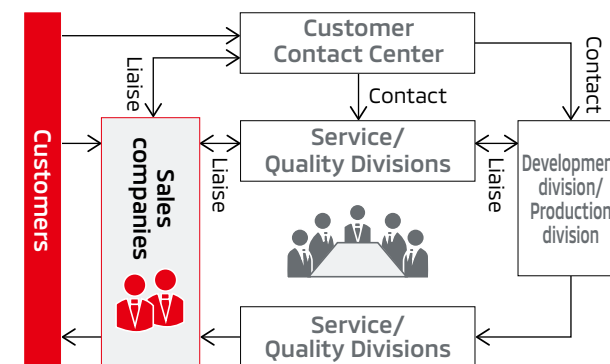 Customer
Contact Center
Liaise
Contact
Contact
Customers
Sales
companies
Service/
Quality Divisions
Liaise
Liaise
Developmen
division/
Production
division
Service/
Quality Divisions